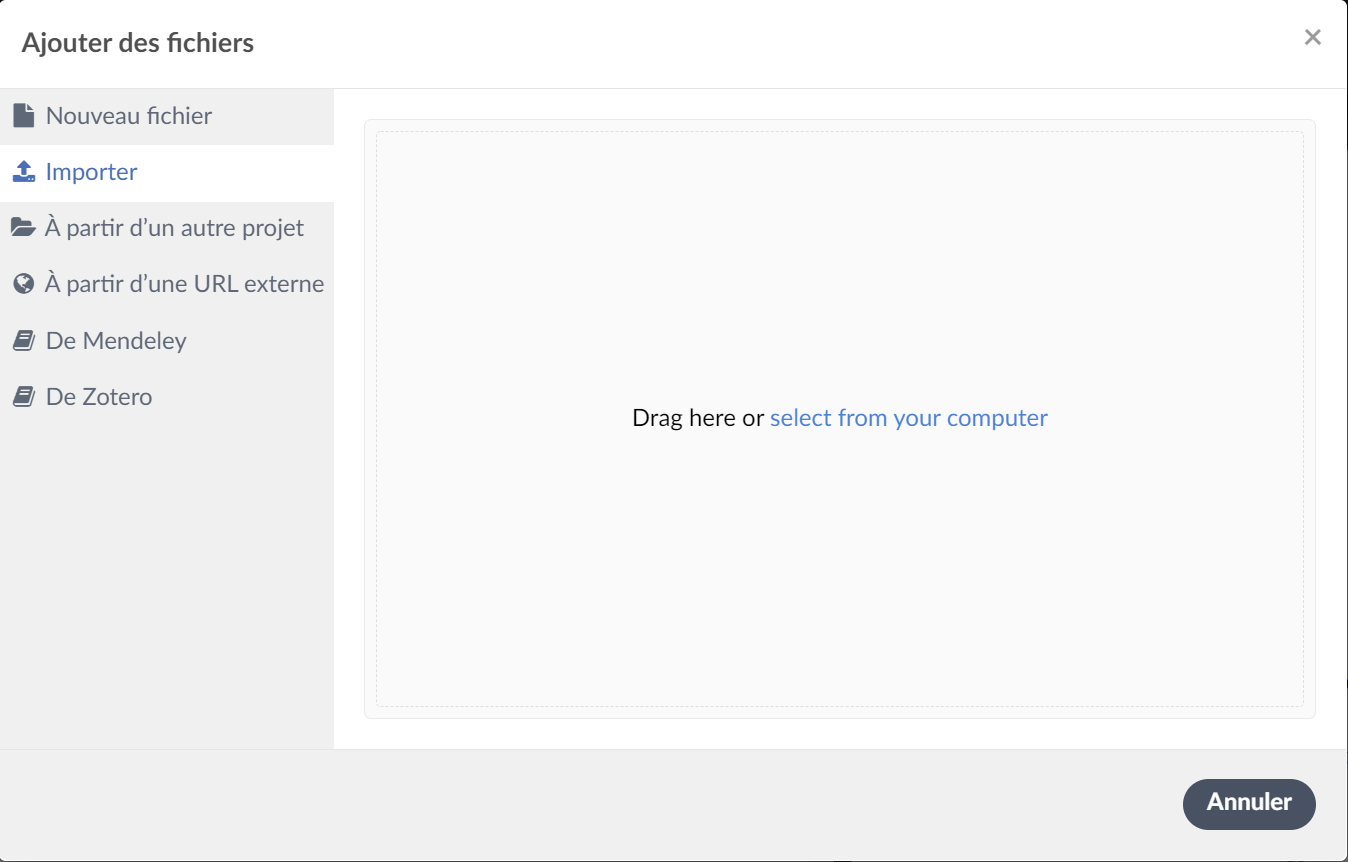 Ajouter des fichiers
×
Nouveau fichier
Importer
À partir d’un autre projet
À partir d’une URL externe
De Mendeley
De Zotero
Drag here or select from your computer
Annuler